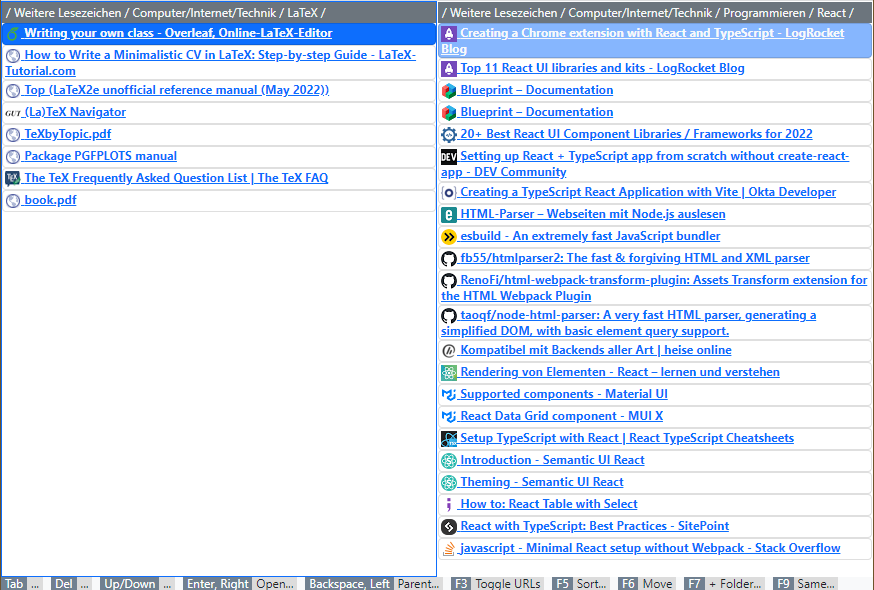 / Weitere Lesezeichen / Computer/Internet/Technik / LaTeX /
Writing your own class - Overleaf, Online-LaTeX-Editor
How to Write a Minimalistic CV in LaTeX: Step-by-step Guide - LaTeX-
Tutorial.com
Top (LaTeX2e unofficial reference manual (May 2022))
GUT (La)TeX Navigator
TeXbyTopic.pdf
Package PGFPLOTS manual
The TeX Frequently Asked Question List | The TeX FAQ
book.pdf
/ Weitere Lesezeichen / Computer/Internet/Technik / Programmieren / React /
Creating a Chrome extension with React and TypeScript - LogRocket
Blog
Top 11 React UI libraries and kits - LogRocket Blog
Blueprint – Documentation
Blueprint – Documentation
20+ Best React UI Component Libraries / Frameworks for 2022
DEV Setting up React + TypeScript app from scratch without create-react-
app - DEV Community
Creating a TypeScript React Application with Vite | Okta Developer
HTML-Parser – Webseiten mit Node.js auslesen
esbuild - An extremely fast JavaScript bundler
fb55/htmlparser2: The fast & forgiving HTML and XML parser
RenoFi/html-webpack-transform-plugin: Assets Transform extension for
the HTML Webpack Plugin
taoqf/node-html-parser: A very fast HTML parser, generating a
simplified DOM, with basic element query support.
Kompatibel mit Backends aller Art | heise online
Rendering von Elementen - React – lernen und verstehen
Supported components - Material UI
React Data Grid component - MUI X
Setup TypeScript with React | React TypeScript Cheatsheets
Introduction - Semantic UI React
Theming - Semantic UI React
How to: React Table with Select
React with TypeScript: Best Practices - SitePoint
javascript - Minimal React setup without Webpack - Stack Overflow
Tab ... Del ... Up/Down ... Enter, Right Open... Backspace, Left Parent... F3 Toggle URLs F5 Sort... F6 Move F7 + Folder... F9 Same...